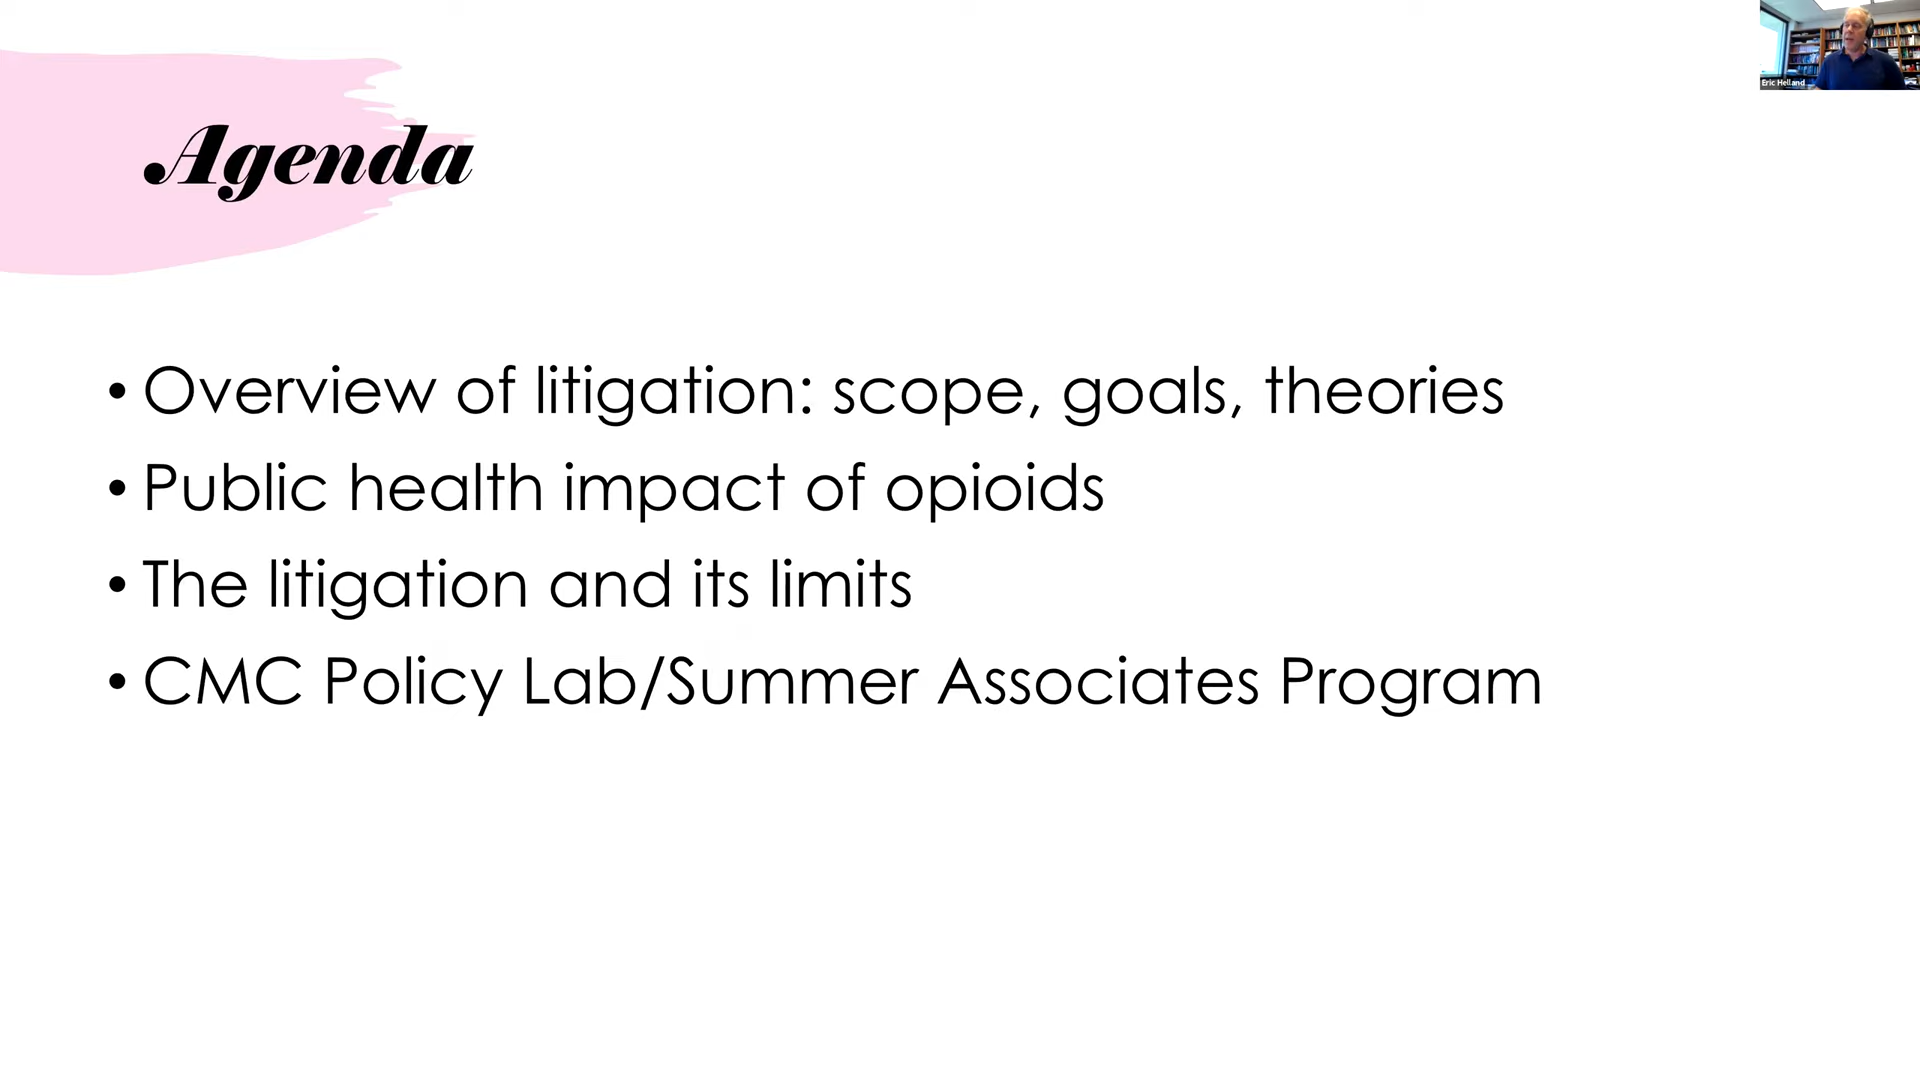 Eric Helland
Agenda
• Overview of litigation: scope, goals, theories
• Public health impact of opioids
• The litigation and its limits
• CMC Policy Lab/Summer Associates Program